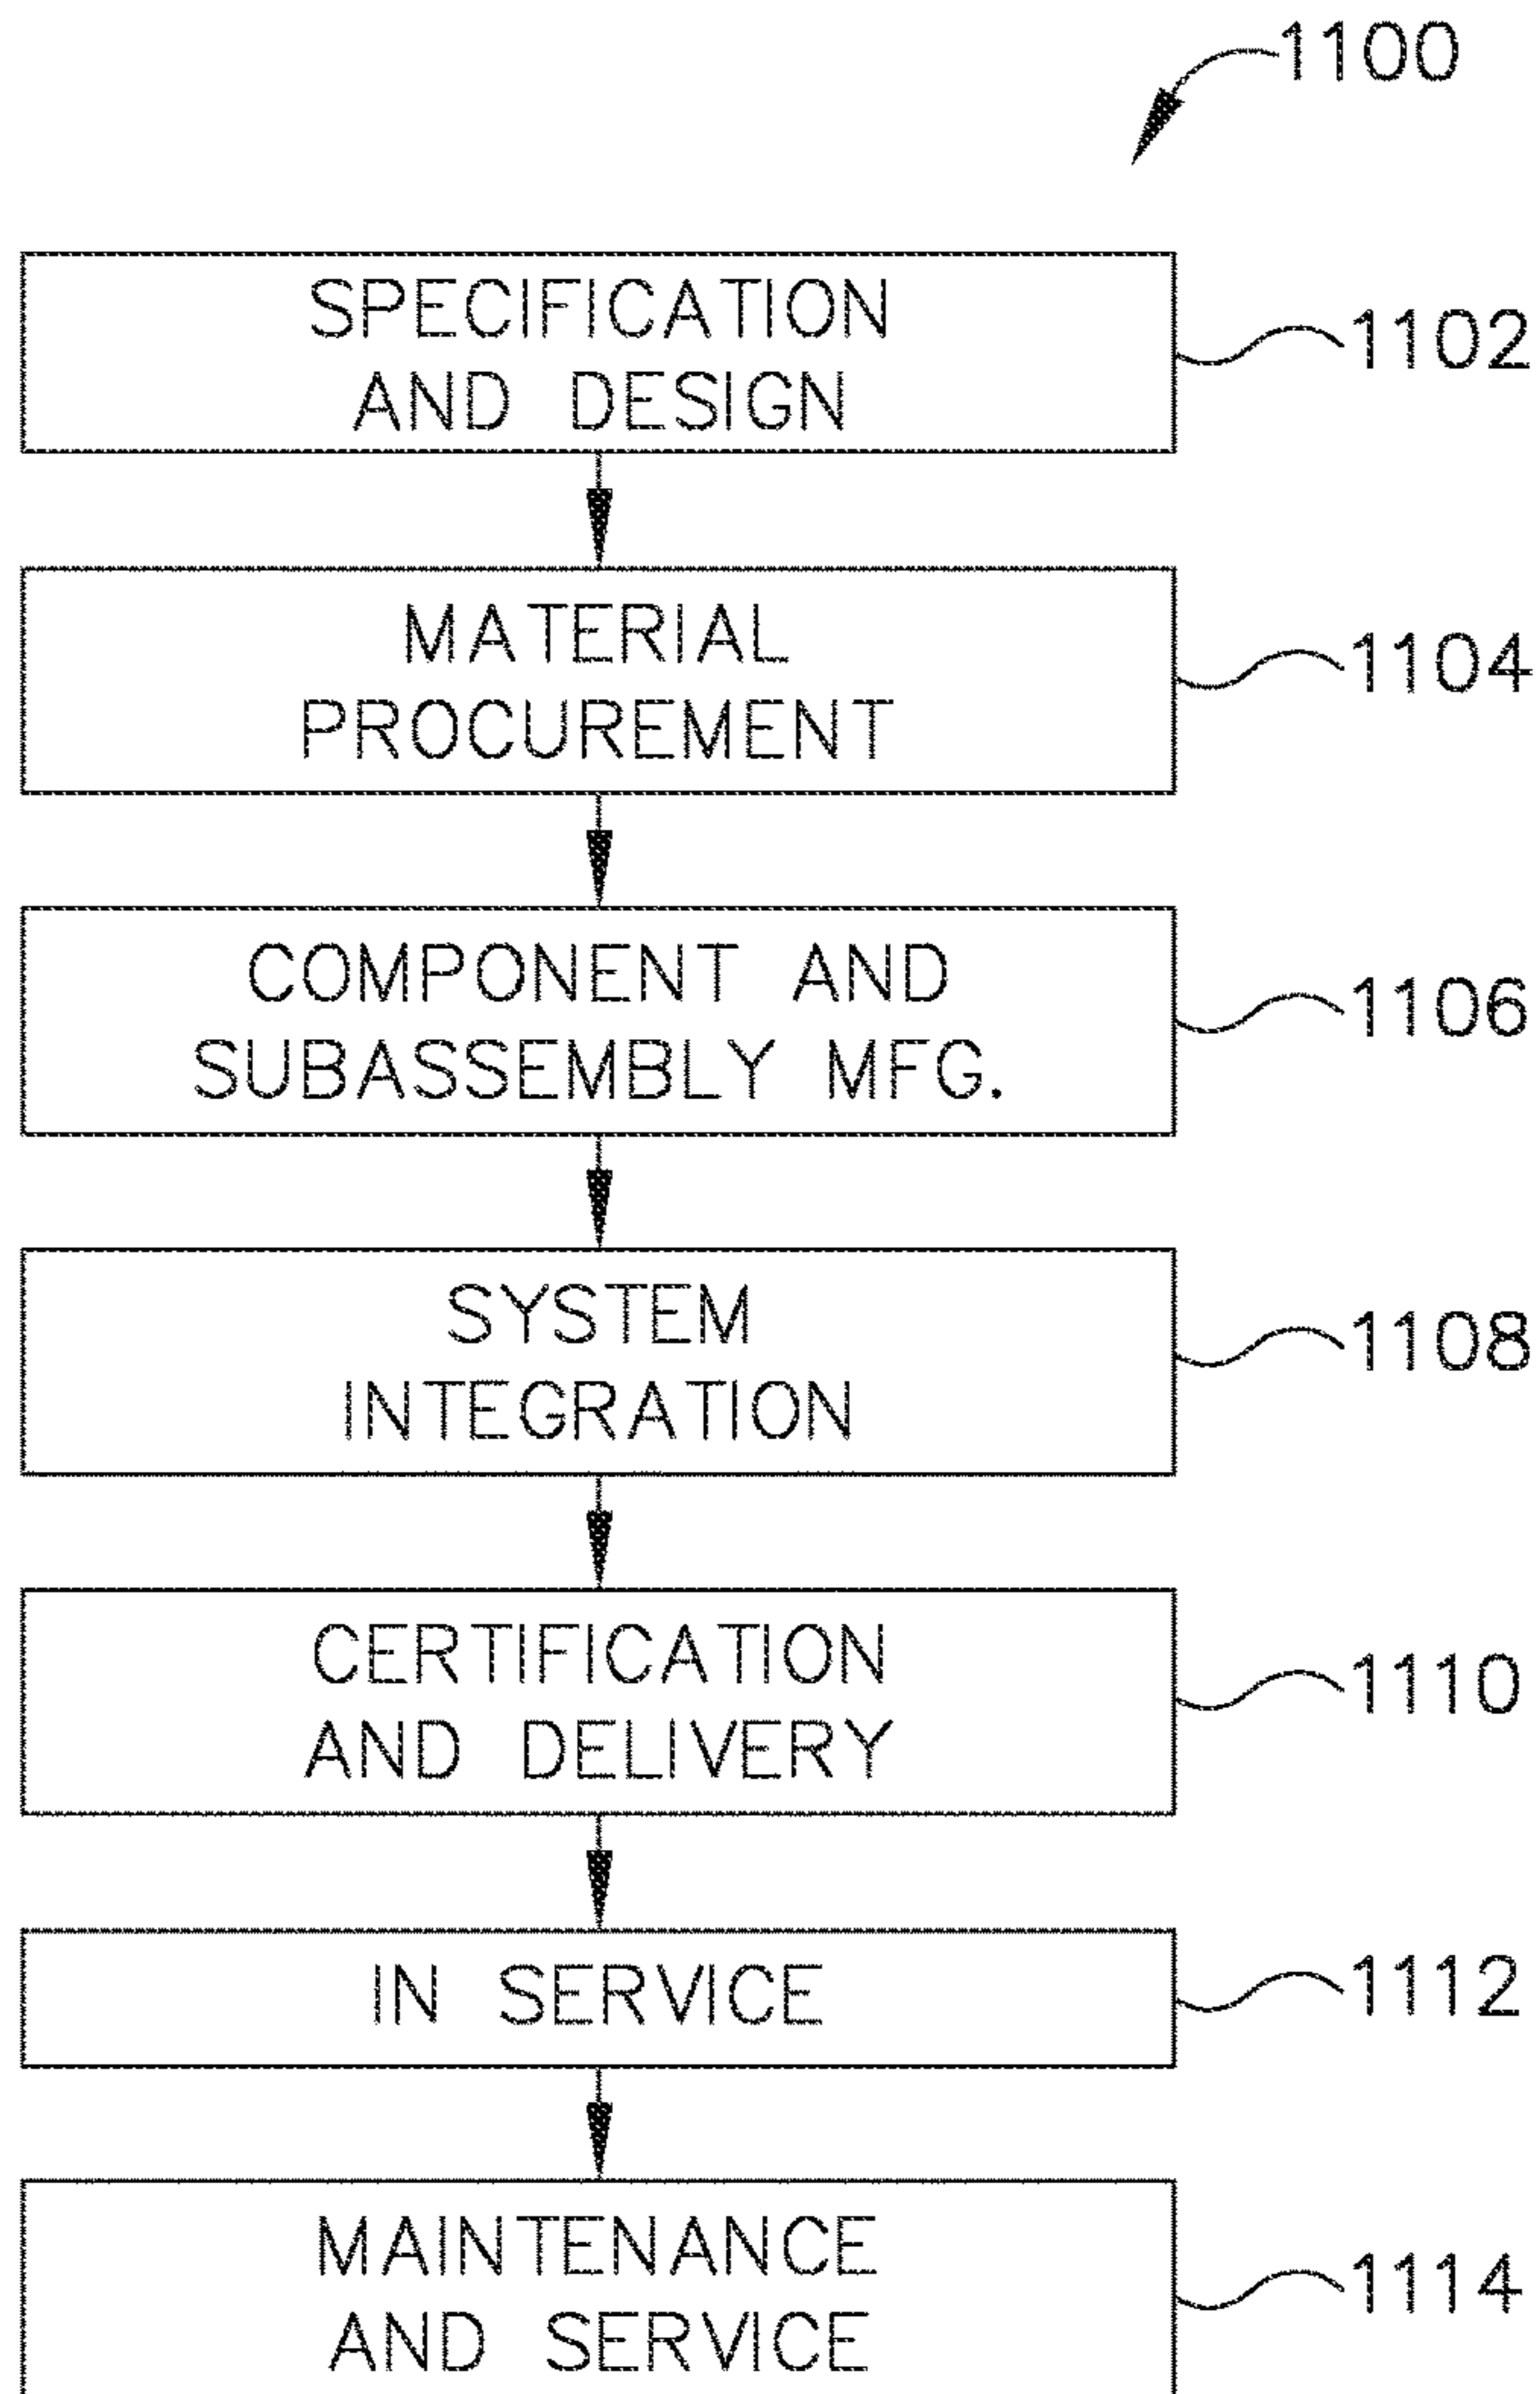 1100
SPECIFICATION
AND DESIGN
1102
MATERIAL
PROCUREMENT
1104
COMPONENT AND
SUBASSEMBLY MFG.
1106
SYSTEM
INTEGRATION
1108
CERTIFICATION
AND DELIVERY
1110
IN SERVICE
1112
MAINTENANCE
AND SERVICE
1114